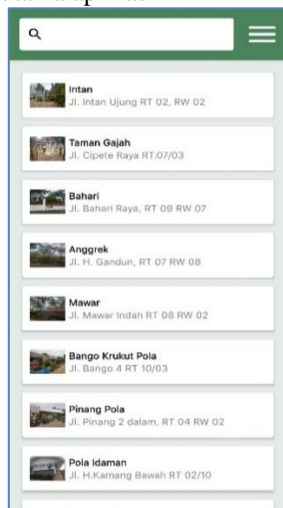 Intan
Jl. Intan Ujung RT 02, RW 02
Taman Gajah
Jl. Cipete Raya RT.07/03
Bahari
Jl. Bahari Raya, RT 09 RW 07
Anggrek
Jl. H. Gandun, RT 07 RW 08
Mawar
Jl. Mawar Indah RT 08 RW 02
Bango Krukut Pola
Jl. Bango 4 RT 10/03
Pinang Pola
Jl. Pinang 2 dalam, RT 04 RW 02
Pola Idaman
Jl. H.Kamang Bawah RT 02/10